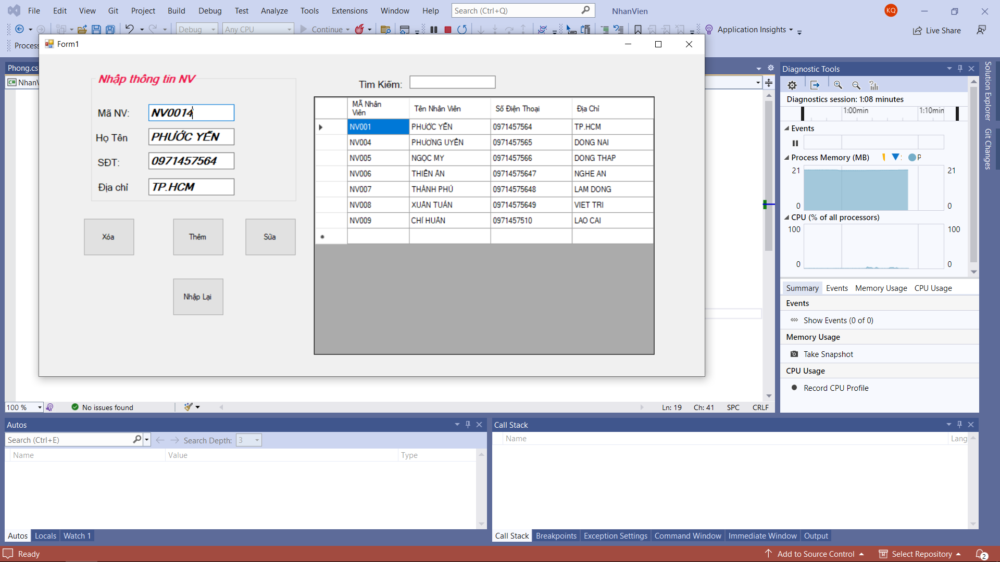 File Edit View Git Project Build Debug Test Analyze Tools Extensions Window Help Search (Ctrl+Q) NhanVien KQ
Debug Any CPU Continue Application Insights Live Share
Process
Form1
Phong.cs
Nhập thông tin NV
Tìm Kiếm:
Mã NV: NV0014
Họ Tên PHƯỚC YẾN
SĐT: 0971457564
Địa chỉ TP.HCM
Xóa Thêm Sửa
Nhập Lại
MÃ Nhân Viên Tên Nhân Viên Số Điện Thoại Địa Chỉ
NV001 PHƯỚC YẾN 0971457564 TP.HCM
NV004 PHƯƠNG UYÊN 0971457565 DONG NAI
NV005 NGỌC MY 0971457566 DONG THAP
NV006 THIÊN ÂN 09714575647 NGHE AN
NV007 THÀNH PHÚ 09714575648 LAM DONG
NV008 XUÂN TUẤN 09714575649 VIET TRI
NV009 CHÍ HUÂN 0971457510 LAO CAI
Diagnostic Tools
Diagnostics session: 1:08 minutes
1:00min 1:10min
Events
Process Memory (MB) P
21 21
0 0
CPU (% of all processors)
100 100
0 0
Summary Events Memory Usage CPU Usage
Events
Show Events (0 of 0)
Memory Usage
Take Snapshot
CPU Usage
Record CPU Profile
Solution Explorer
Git Changes
100 % No issues found Ln: 19 Ch: 41 SPC CRLF
Autos
Search (Ctrl+E) Search Depth: 3
Name Value Type
Autos Locals Watch 1
Call Stack
Name Lang
Call Stack Breakpoints Exception Settings Command Window Immediate Window Output
Ready Add to Source Control Select Repository 2